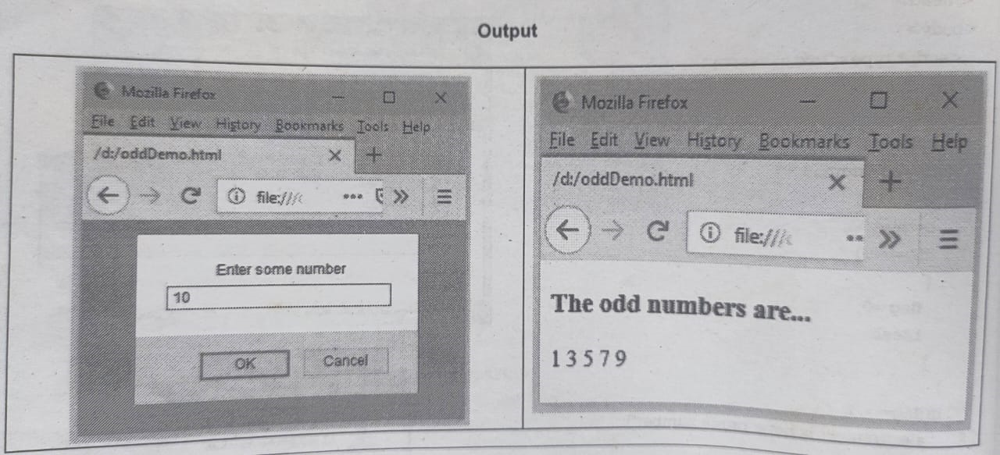 Output
Mozilla Firefox
File Edit View History Bookmarks Tools Help
/d:/oddDemo.html
file:///
Enter some number
10
OK Cancel
Mozilla Firefox
File Edit View History Bookmarks Tools Help
/d:/oddDemo.html
file:///
The odd numbers are...
1 3 5 7 9